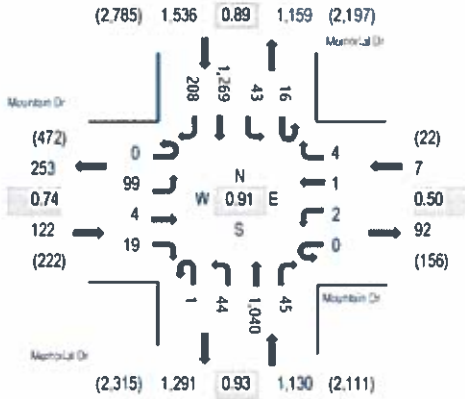 (2,785) 1,536 0.89 1,159 (2,197)
Memorial Dr
Mountain Dr
208 1,269 43 16
(472)
253
0.74
122
(222)
0
99
4
19
N
W 0.91 E
S
4
1
2
0
(22)
7
0.50
92
(156)
1 44 1,040 45
Mountain Dr
Memorial Dr
(2,315) 1,291 0.93 1,130 (2,111)